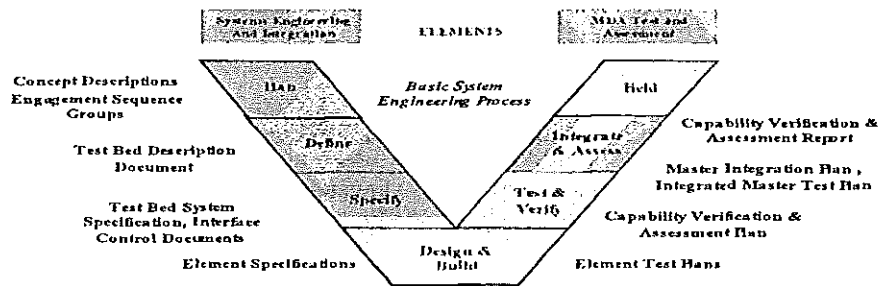 Systems Engineering
and Integration
ELEMENTS
MDA Test and
Assessment
Concept Descriptions
Engagement Sequence
Groups
Plan
Basic System
Engineering Process
Field
Test Bed Description
Document
Define
Integrate
& Assess
Capability Verification &
Assessment Report
Test Bed System
Specification, Interface
Control Documents
Specify
Test &
Verify
Master Integration Plan,
Integrated Master Test Plan
Capability Verification &
Assessment Plan
Element Specifications
Design &
Build
Element Test Plans